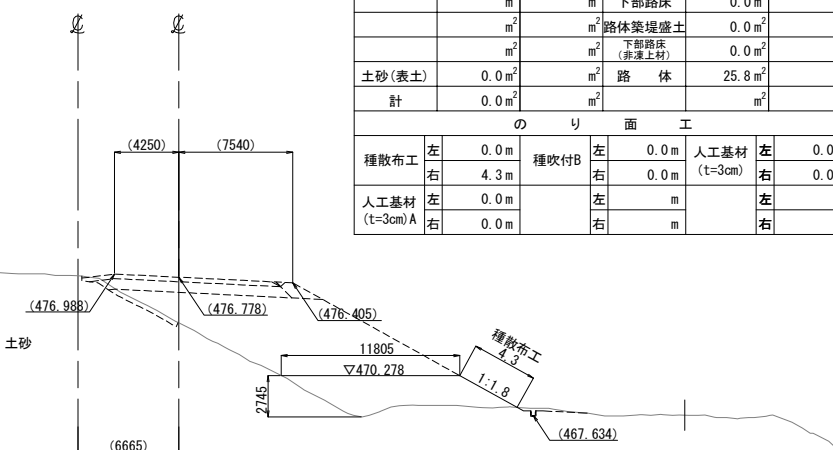 m m 下部路床 0.0m
m² m² 路体築堤盛土 0.0m²
m² m² 下部路床(非凍上材) 0.0m²
土砂(表土) 0.0m² m² 路 体 25.8m²
計 0.0m² m² m²
の り 面 工
種散布工 左 0.0m 種吹付B 左 0.0m 人工基材(t=3cm) 左 0.0
右 4.3m 右 0.0m 右 0.0
人工基材(t=3cm)A 左 0.0m 左 m 左
右 0.0m 右 m 右
℄ ℄
(4250) (7540)
(476.988) (476.778) (476.405)
土砂
11805
▽470.278
2745
種散布工
4.3
1:1.8
(467.634)
(6665)